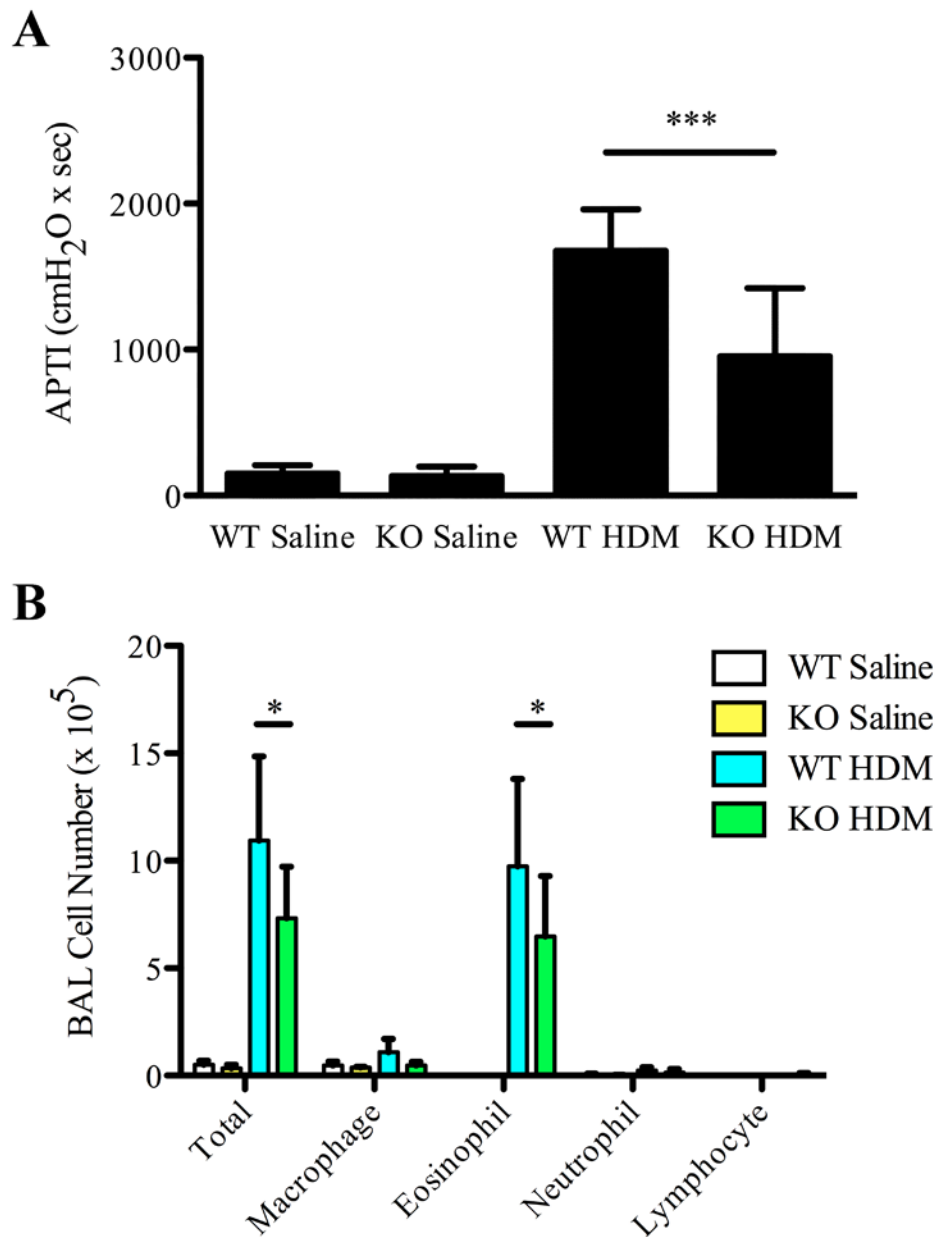 A
3000
2000
1000
0
APTI (cmH2O x sec)
***
WT Saline KO Saline WT HDM KO HDM
B
20
15
10
5
0
BAL Cell Number (x 10^5)
*
*
WT Saline
KO Saline
WT HDM
KO HDM
Total
Macrophage
Eosinophil
Neutrophil
Lymphocyte